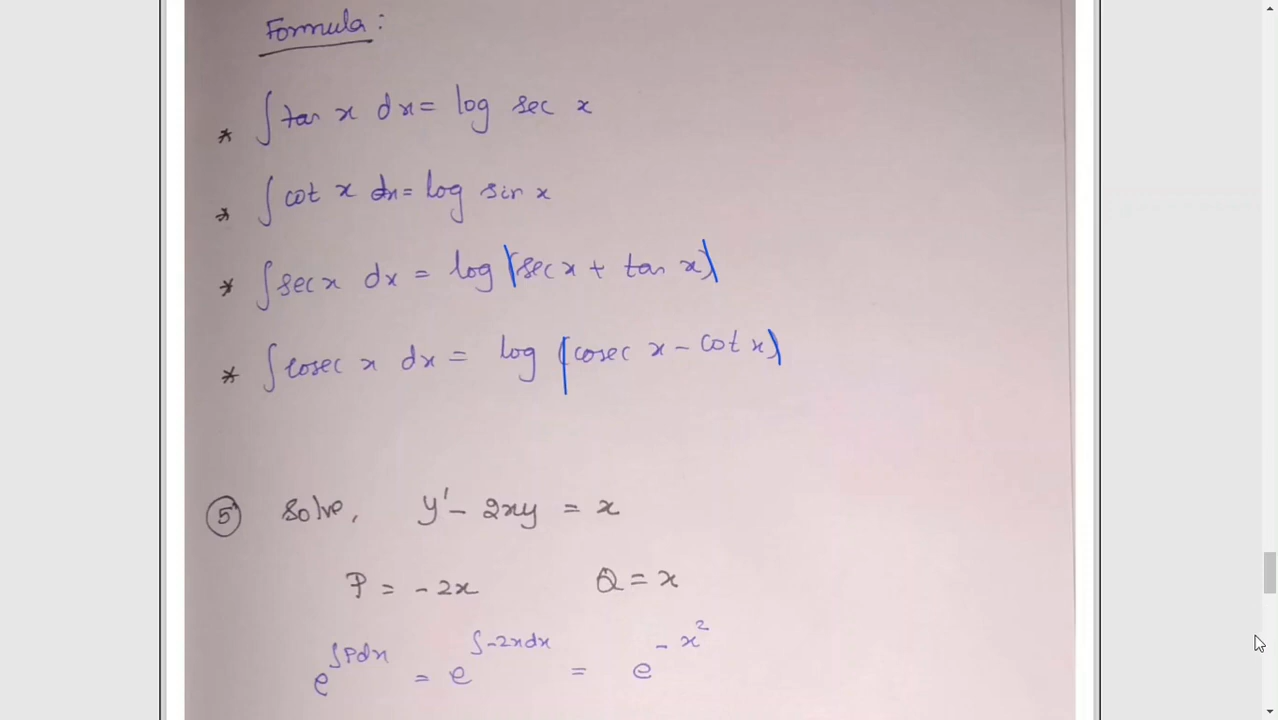 Formula:
* ∫tan x dx = log sec x
* ∫cot x dx = log sin x
* ∫sec x dx = log (sec x + tan x)
* ∫cosec x dx = log (cosec x - cot x)
⑤ Solve, y' - 2xy = x
P = -2x Q = x
e^∫Pdx = e^∫-2xdx = e^-x²